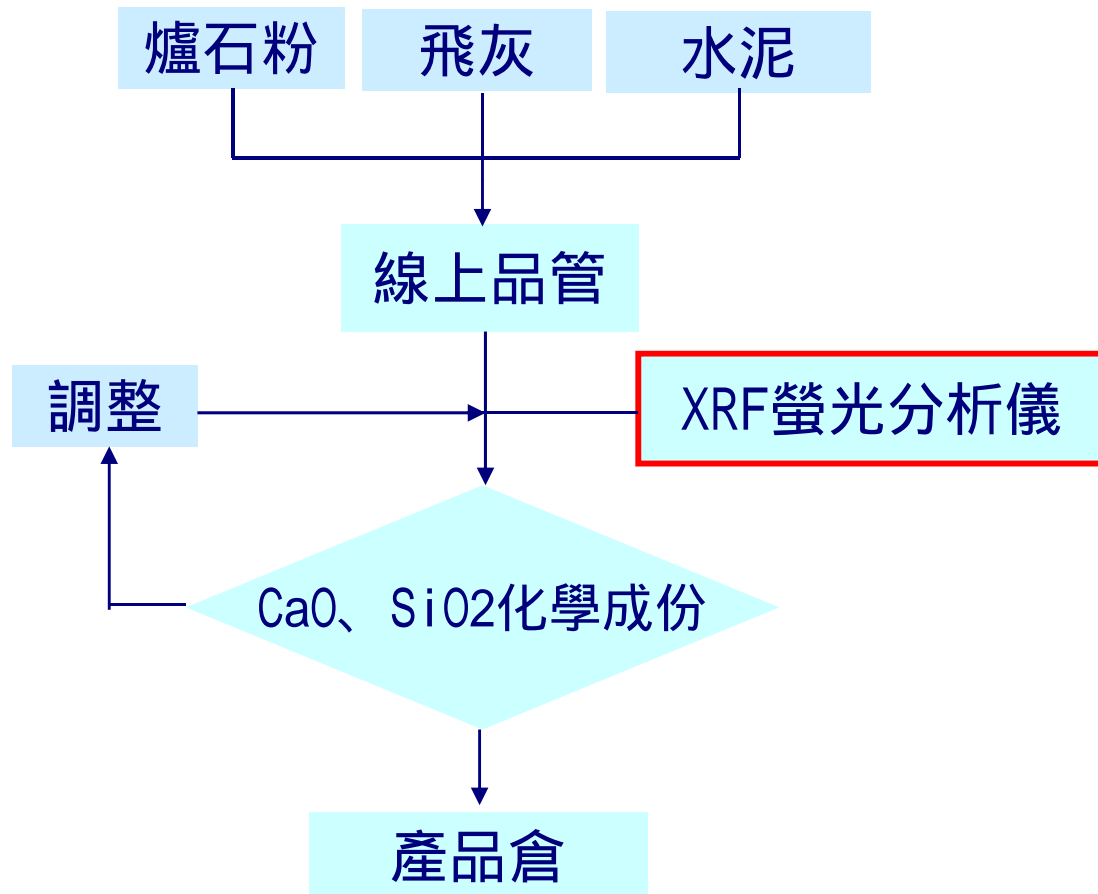 爐石粉
飛灰
水泥
線上品管
調整
XRF螢光分析儀
CaO、SiO2化學成份
產品倉